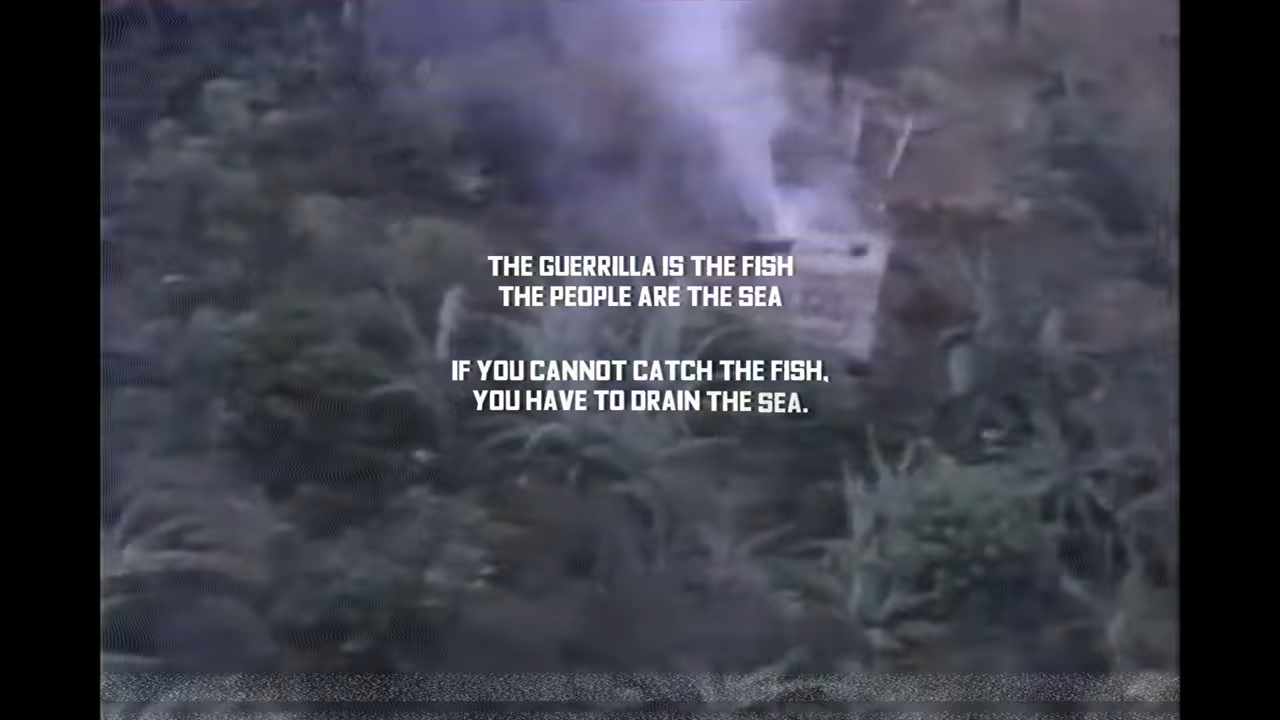 THE GUERRILLA IS THE FISH
THE PEOPLE ARE THE SEA
IF YOU CANNOT CATCH THE FISH,
YOU HAVE TO DRAIN THE SEA.